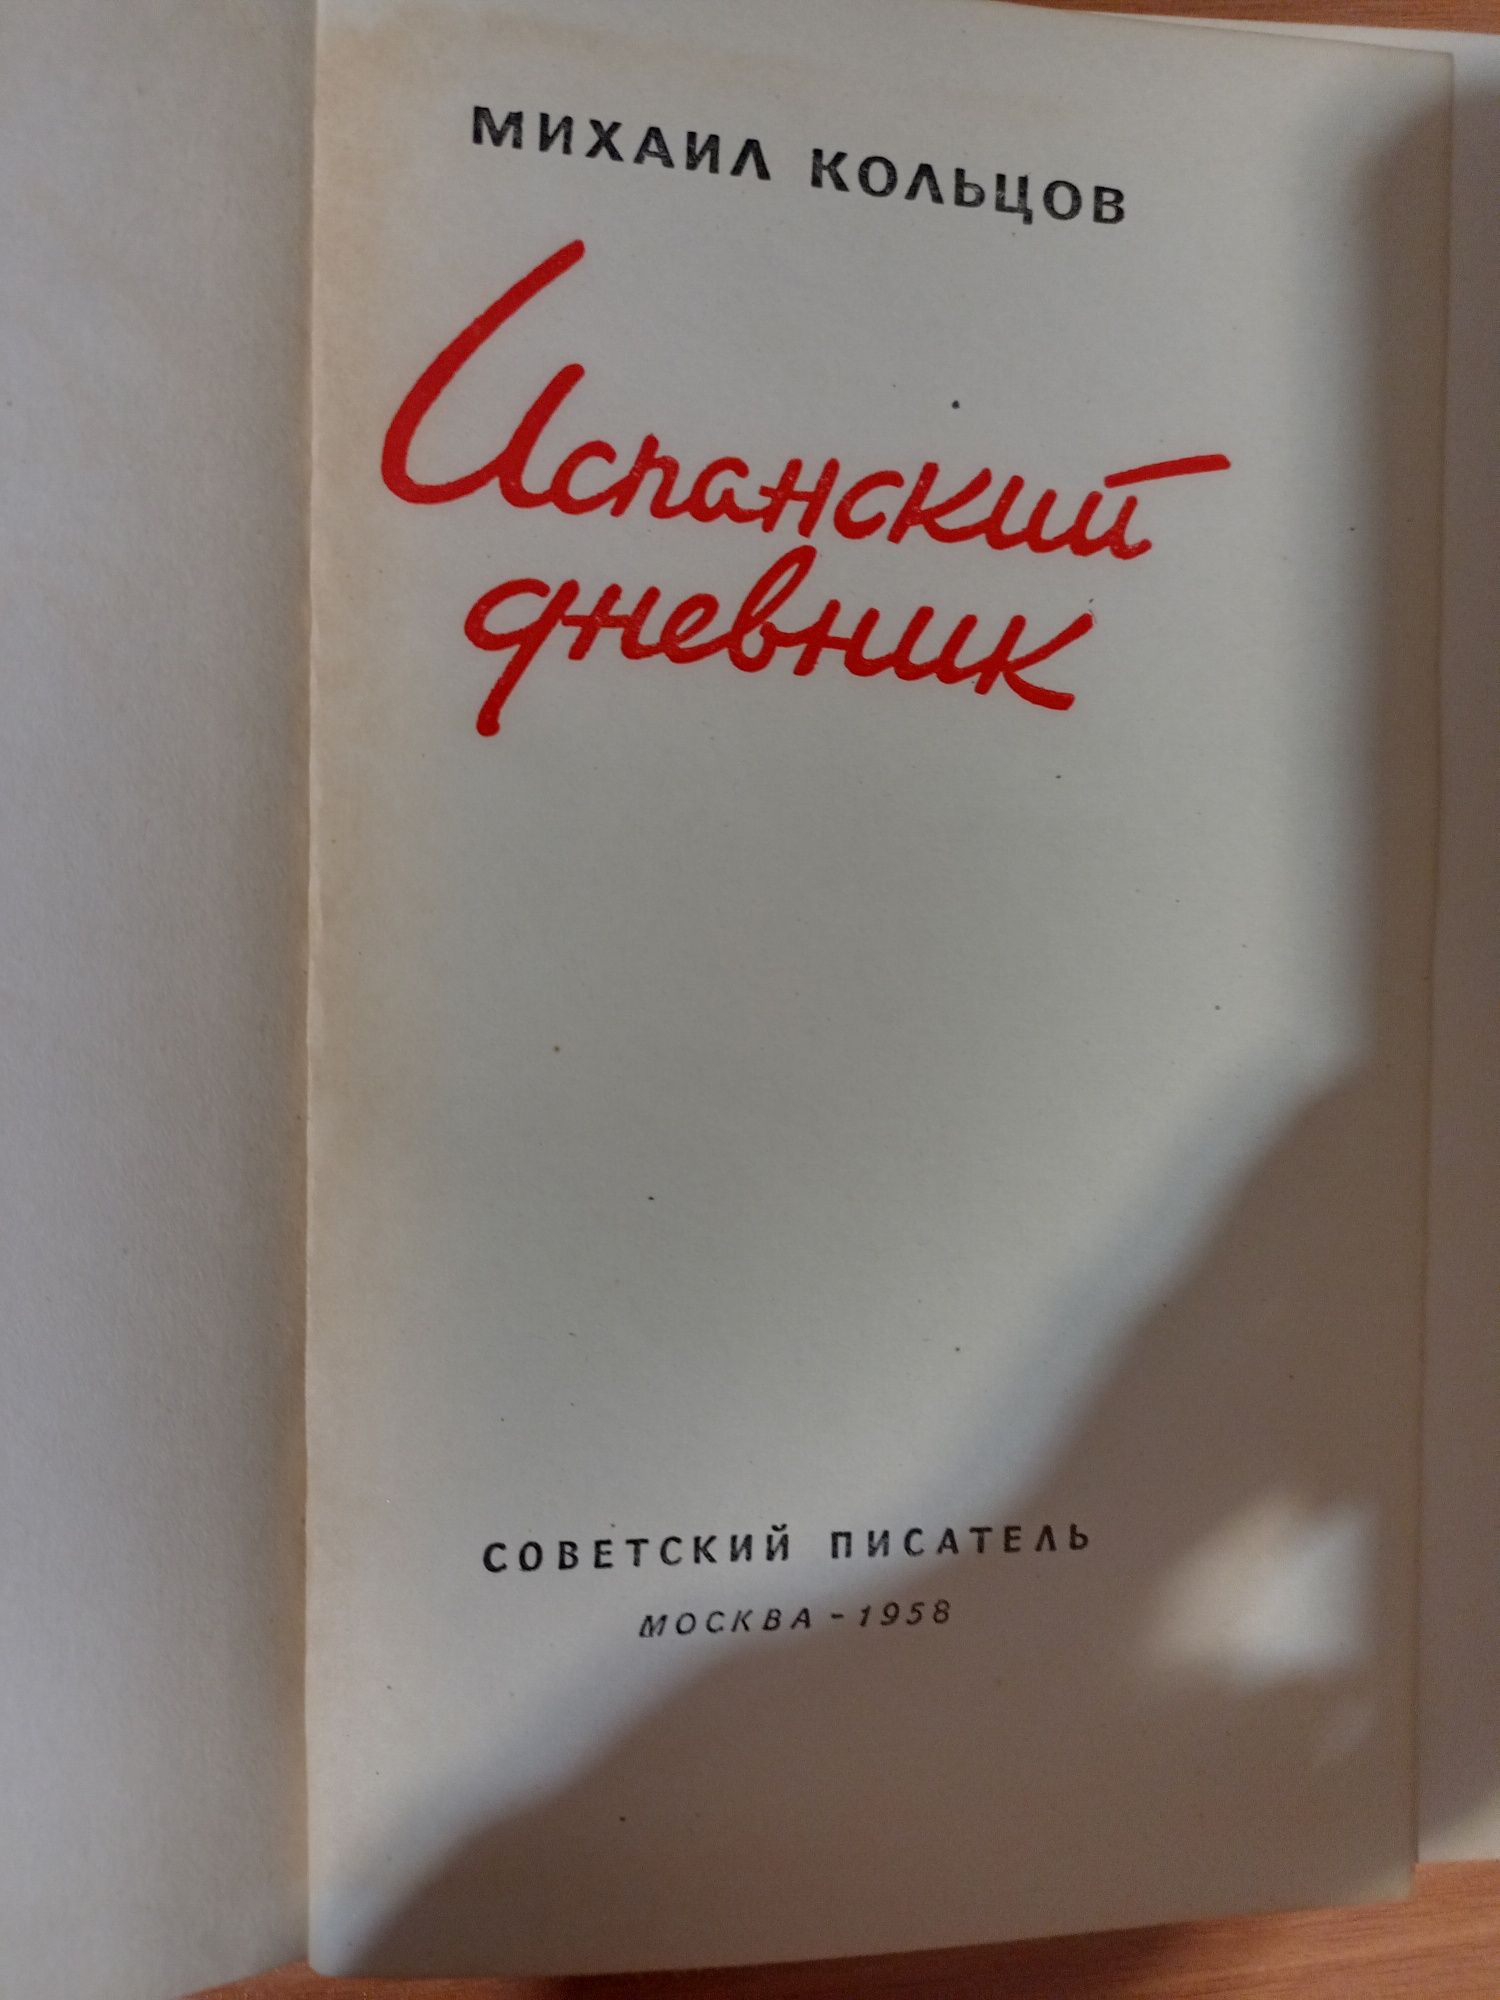 МИХАИЛ КОЛЬЦОВ
Испанский
дневник
СОВЕТСКИЙ ПИСАТЕЛЬ
МОСКВА - 1958